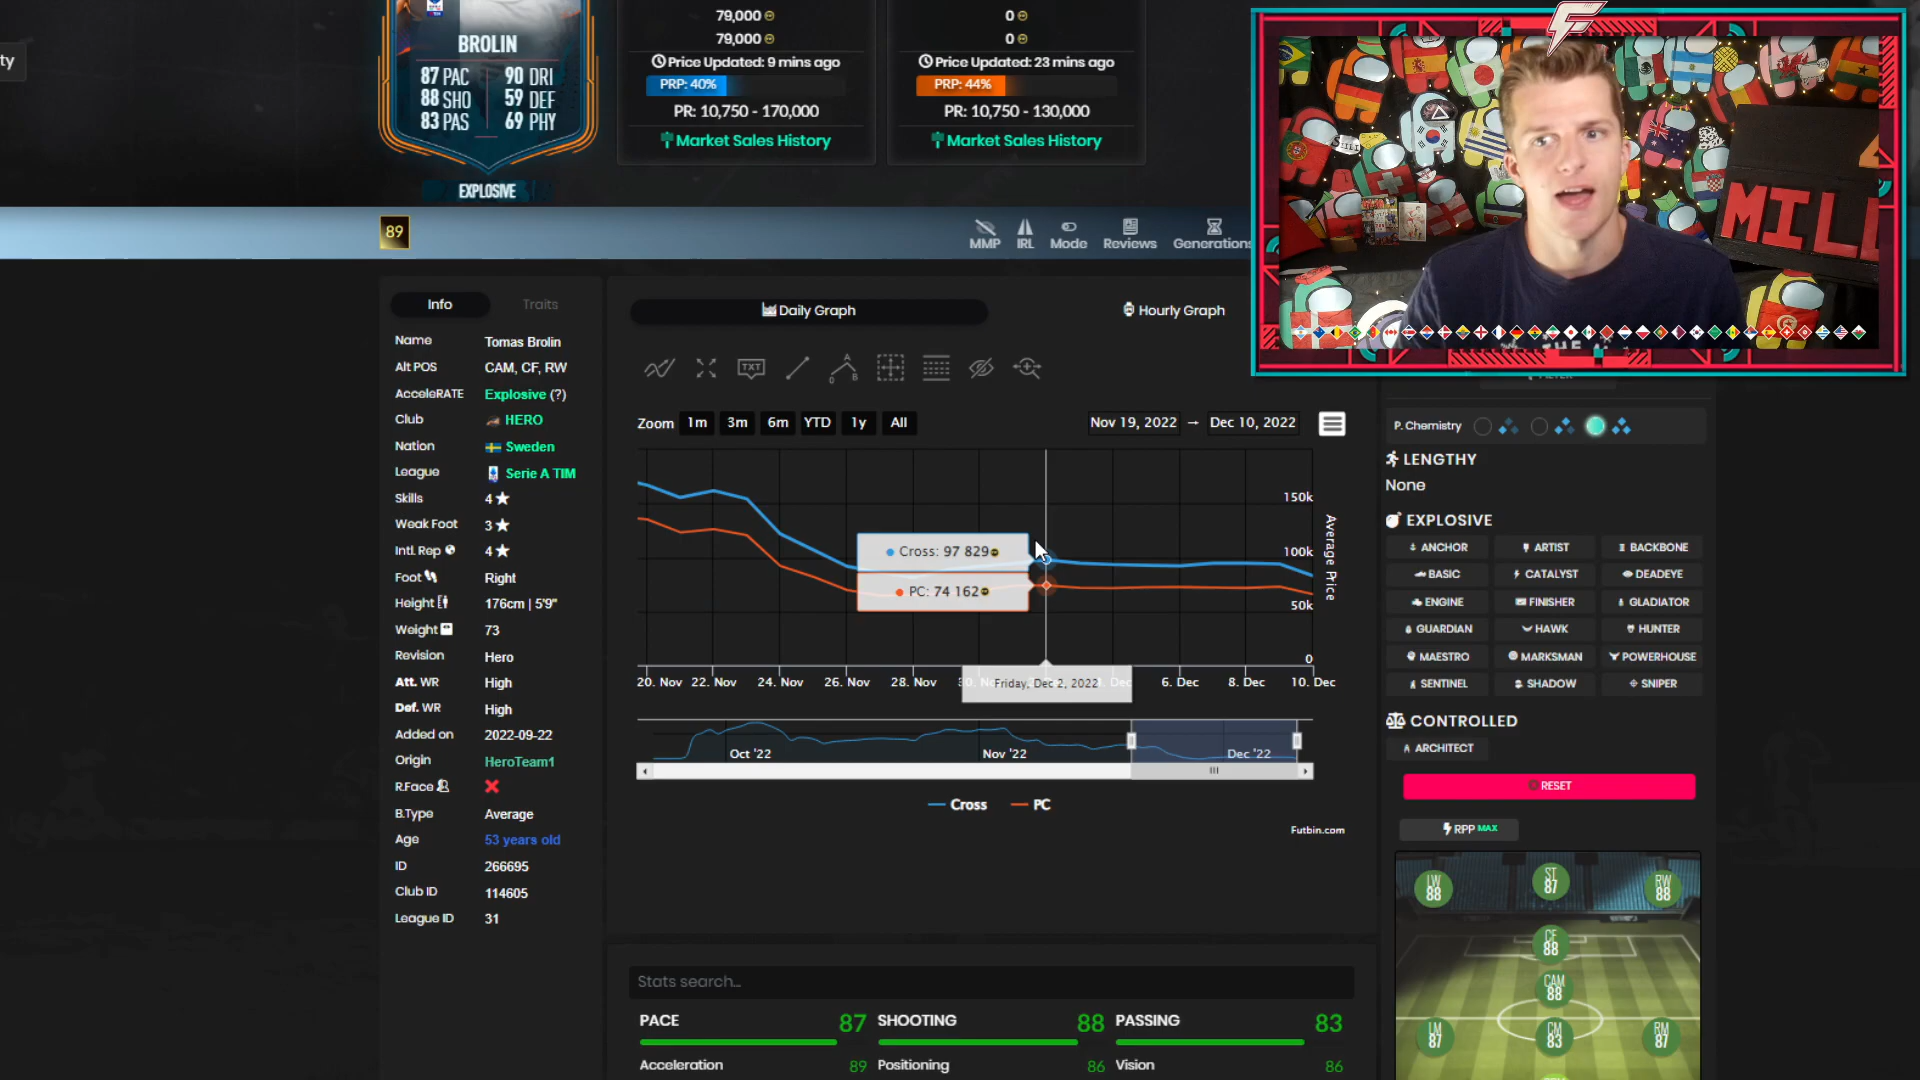 ty
BROLIN
87 PAC 90 DRI
88 SHO 59 DEF
83 PAS 69 PHY
EXPLOSIVE
79,000
79,000
Price Updated: 9 mins ago
PRP: 40%
PR: 10,750 - 170,000
Market Sales History
0
0
Price Updated: 23 mins ago
PRP: 44%
PR: 10,750 - 130,000
Market Sales History
MILL
89
MMP IRL Mode Reviews Generations
Info Traits
Name Tomas Brolin
Alt POS CAM, CF, RW
AcceleRATE Explosive (?)
Club HERO
Nation Sweden
League Serie A TIM
Skills 4
Weak Foot 3
Intl. Rep 4
Foot Right
Height 176cm | 5'9"
Weight 73
Revision Hero
Att. WR High
Def. WR High
Added on 2022-09-22
Origin HeroTeam1
R.Face
B.Type Average
Age 53 years old
ID 266695
Club ID 114605
League ID 31
Daily Graph Hourly Graph
TXT
A
B
Zoom 1m 3m 6m YTD 1y All
Nov 19, 2022 → Dec 10, 2022
150k
100k
50k
0
Average Price
Cross: 97 829
PC: 74 162
20. Nov 22. Nov 24. Nov 26. Nov 28. Nov 6. Dec 8. Dec 10. Dec
Friday, Dec 2, 2022
Oct '22 Nov '22 Dec '22
Cross PC
Futbin.com
P. Chemistry
LENGTHY
None
EXPLOSIVE
ANCHOR ARTIST BACKBONE
BASIC CATALYST DEADEYE
ENGINE FINISHER GLADIATOR
GUARDIAN HAWK HUNTER
MAESTRO MARKSMAN POWERHOUSE
SENTINEL SHADOW SNIPER
CONTROLLED
ARCHITECT
RESET
RPP MAX
LW 88
ST 87
RW 88
CF 88
CAM 88
LM 87
CM 83
RM 87
Stats search...
PACE 87 SHOOTING 88 PASSING 83
Acceleration 89 Positioning 86 Vision 86